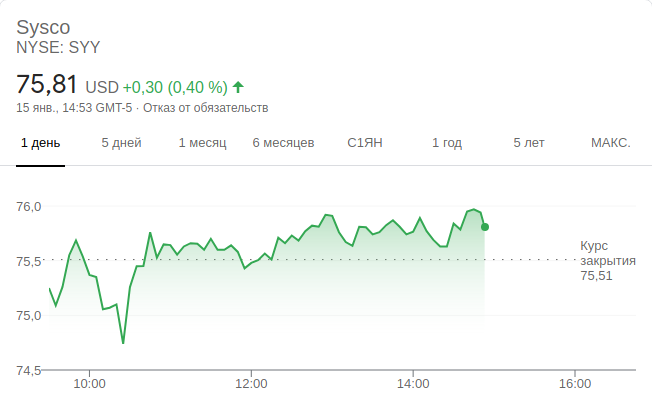 Sysco
NYSE: SYY
75,81 USD +0,30 (0,40 %)
15 янв., 14:53 GMT-5 · Отказ от обязательств
1 день 5 дней 1 месяц 6 месяцев С1ЯН 1 год 5 лет МАКС.
76,0
75,5
75,0
74,5
Курс
закрытия
75,51
10:00 12:00 14:00 16:00